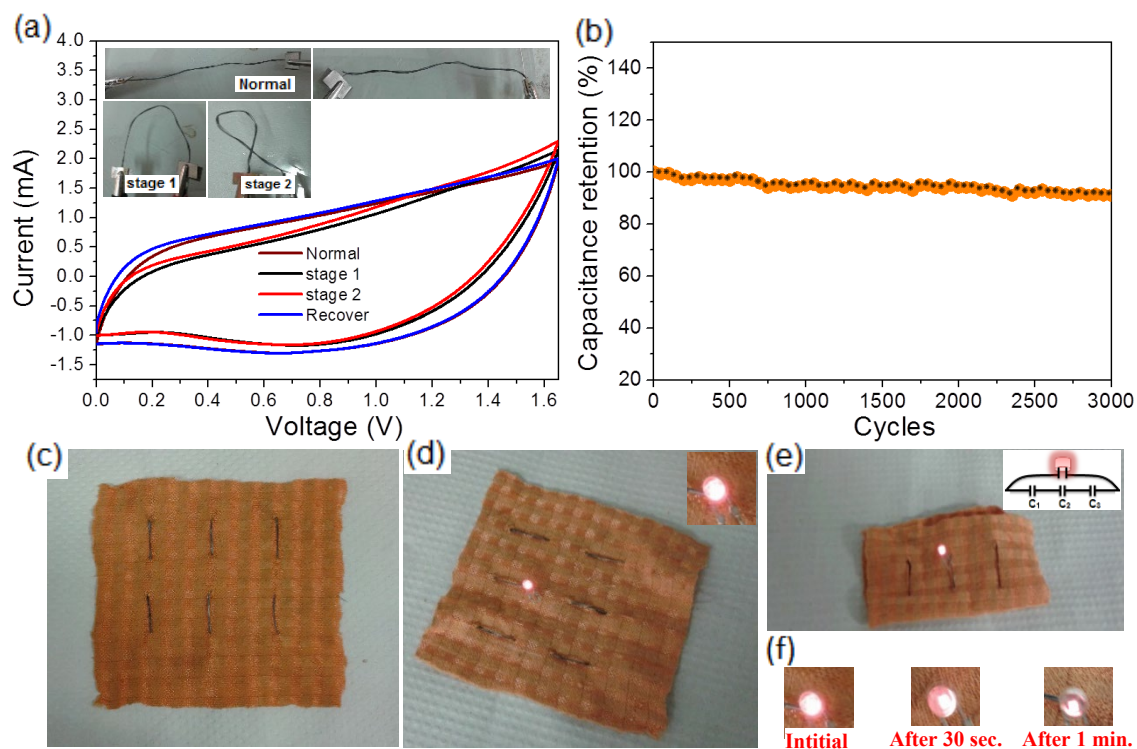 (a)
4.0
3.5
3.0
2.5
2.0
1.5
1.0
0.5
0.0
-0.5
-1.0
-1.5
Current (mA)
Normal
stage 1
stage 2
Normal
stage 1
stage 2
Recover
0.0 0.2 0.4 0.6 0.8 1.0 1.2 1.4 1.6
Voltage (V)
(b)
140
120
100
80
60
40
20
Capacitance retention (%)
0 500 1000 1500 2000 2500 3000
Cycles
(c)
(d)
(e)
C1 C2 C3
(f)
Intitial
After 30 sec.
After 1 min.